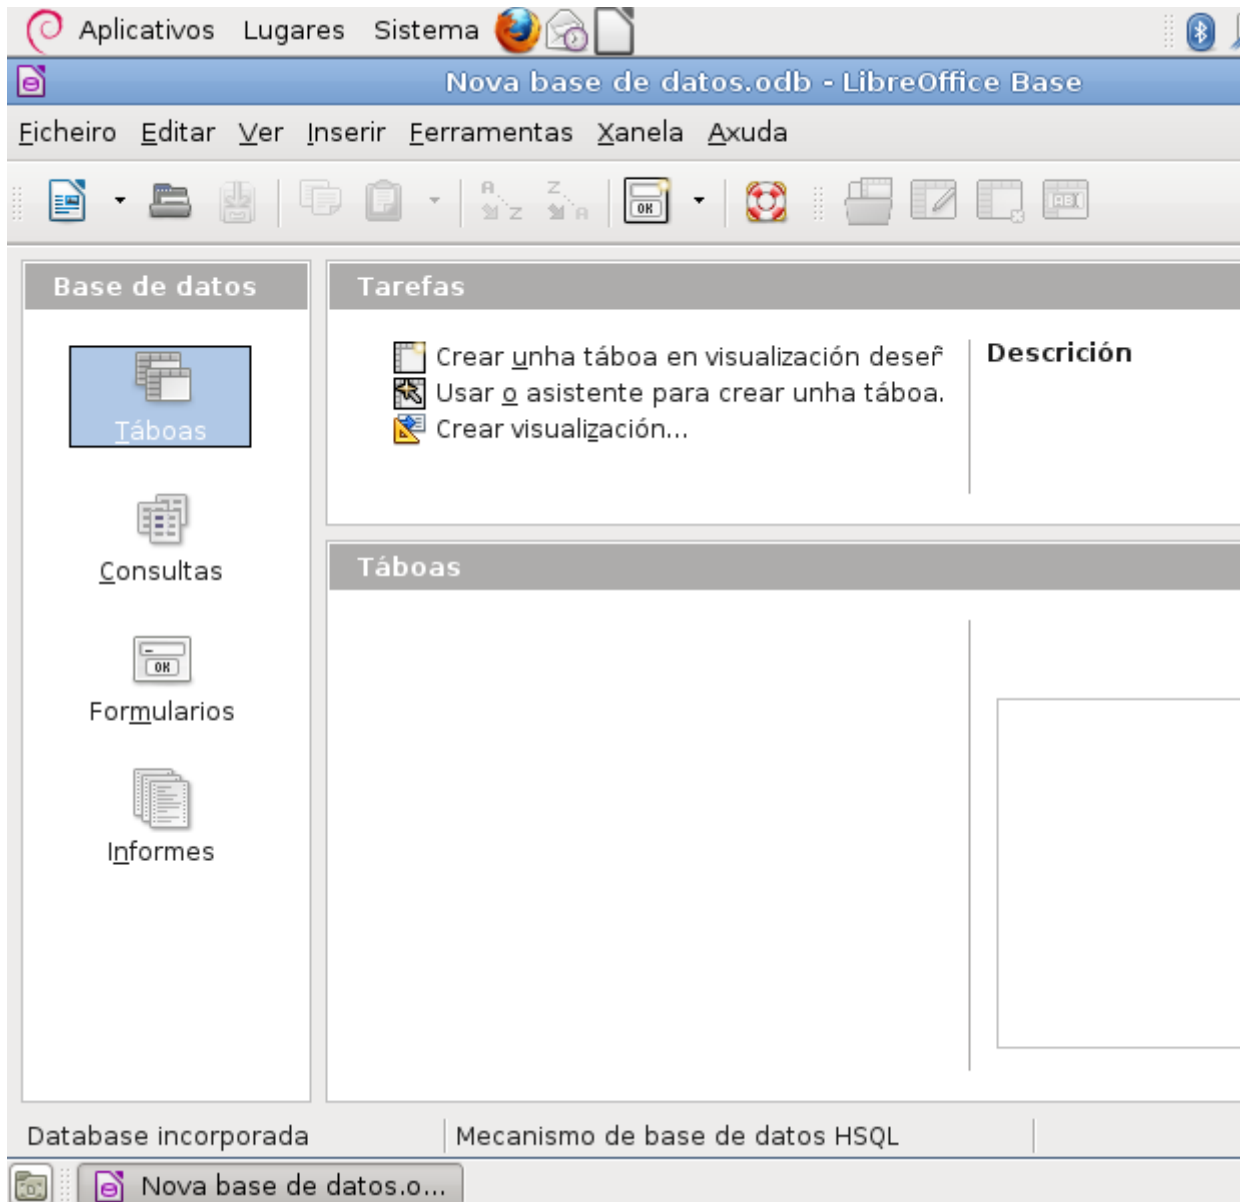 Aplicativos Lugares Sistema
Nova base de datos.odb - LibreOffice Base
Ficheiro Editar Ver Inserir Ferramentas Xanela Axuda
Base de datos
Táboas
Consultas
Formularios
Informes
Tarefas
Crear unha táboa en visualización deseñ
Usar o asistente para crear unha táboa.
Crear visualización...
Descrición
Táboas
Database incorporada
Mecanismo de base de datos HSQL
Nova base de datos.o...